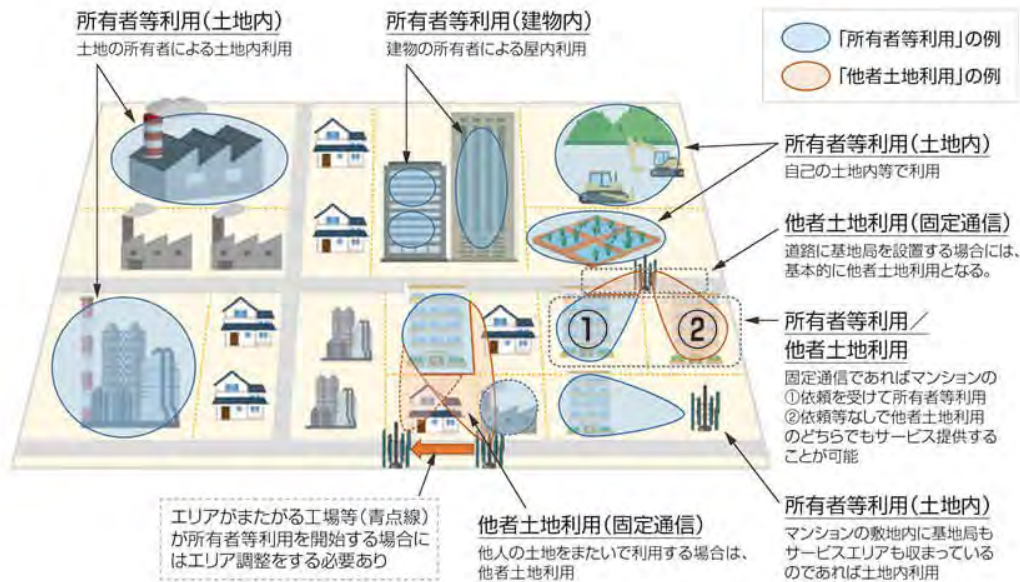 所有者等利用(土地内)
土地の所有者による土地内利用
所有者等利用(建物内)
建物の所有者による屋内利用
「所有者等利用」の例
「他者土地利用」の例
所有者等利用(土地内)
自己の土地内等で利用
他者土地利用(固定通信)
道路に基地局を設置する場合には、
基本的に他者土地利用となる。
①
②
所有者等利用／
他者土地利用
固定通信であればマンションの
①依頼を受けて所有者等利用
②依頼等なしで他者土地利用
のどちらでもサービス提供する
ことが可能
エリアがまたがる工場等(青点線)
が所有者等利用を開始する場合に
はエリア調整をする必要あり
他者土地利用(固定通信)
他人の土地をまたいで利用する場合は、
他者土地利用
所有者等利用(土地内)
マンションの敷地内に基地局も
サービスエリアも収まっている
のであれば土地内利用